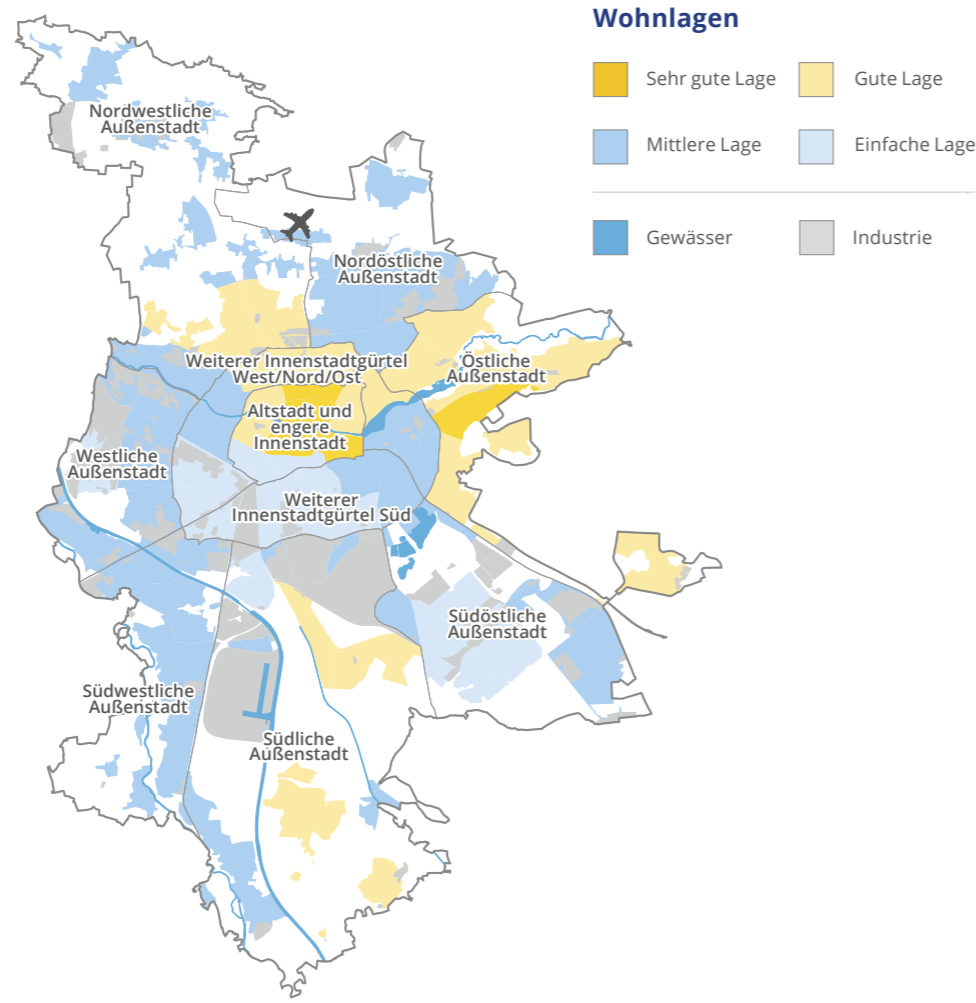 Wohnlagen
Sehr gute Lage
Gute Lage
Mittlere Lage
Einfache Lage
Gewässer
Industrie
Nordwestliche
Außenstadt
Nordöstliche
Außenstadt
Weiterer Innenstadtgürtel
West/Nord/Ost
Östliche
Außenstadt
Altstadt und
engere
Innenstadt
Westliche
Außenstadt
Weiterer
Innenstadtgürtel Süd
Südöstliche
Außenstadt
Südwestliche
Außenstadt
Südliche
Außenstadt